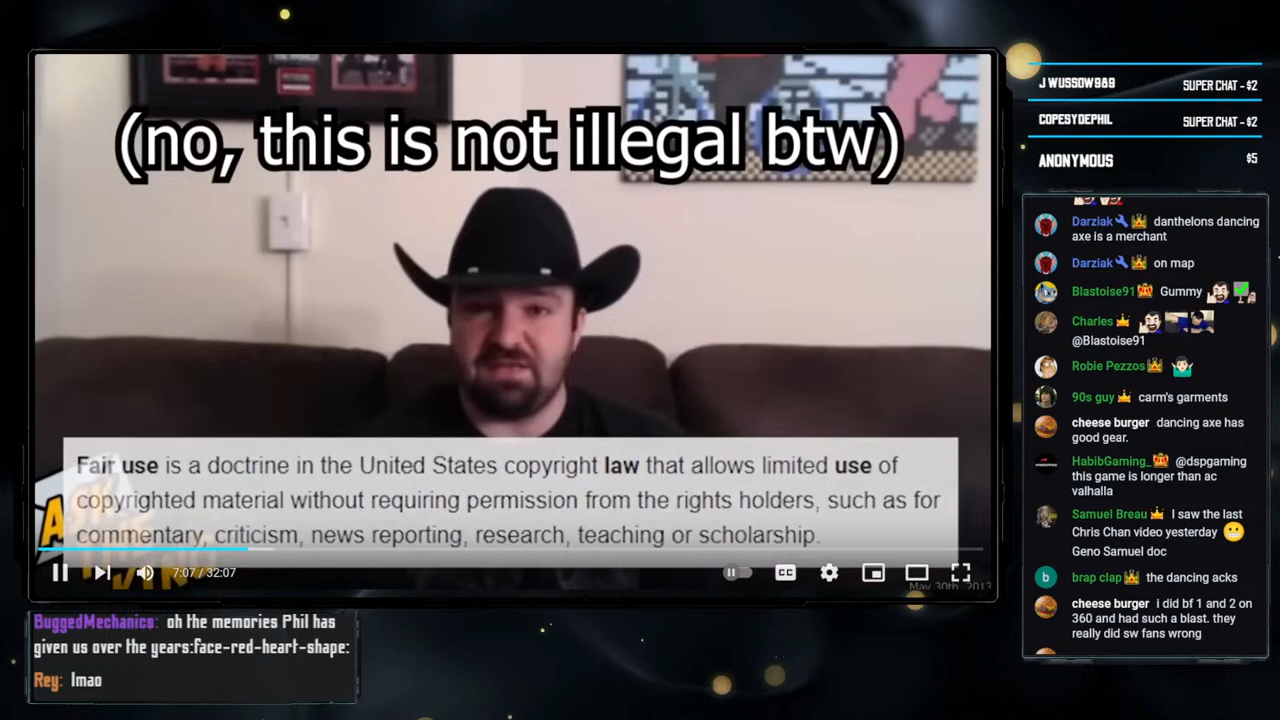 (no, this is not illegal btw)
Fair use is a doctrine in the United States copyright law that allows limited use of
copyrighted material without requiring permission from the rights holders, such as for
commentary, criticism, news reporting, research, teaching or scholarship.
7:07 / 32:07
CC
May 30th, 2013
BuggedMechanics: oh the memories Phil has
given us over the years:face-red-heart-shape:
Rey: lmao
J WUSSOW989 SUPER CHAT - $2
COPESYDEPHIL SUPER CHAT - $2
ANONYMOUS $5
Darziak danthelons dancing
axe is a merchant
Darziak on map
Blastoise91 Gummy
Charles
@Blastoise91
Robie Pezzos
90s guy carm's garments
cheese burger dancing axe has
good gear.
HabibGaming_ @dspgaming
this game is longer than ac
valhalla
Samuel Breau I saw the last
Chris Chan video yesterday
Geno Samuel doc
b
brap clap the dancing acks
cheese burger i did bf 1 and 2 on
360 and had such a blast. they
really did sw fans wrong